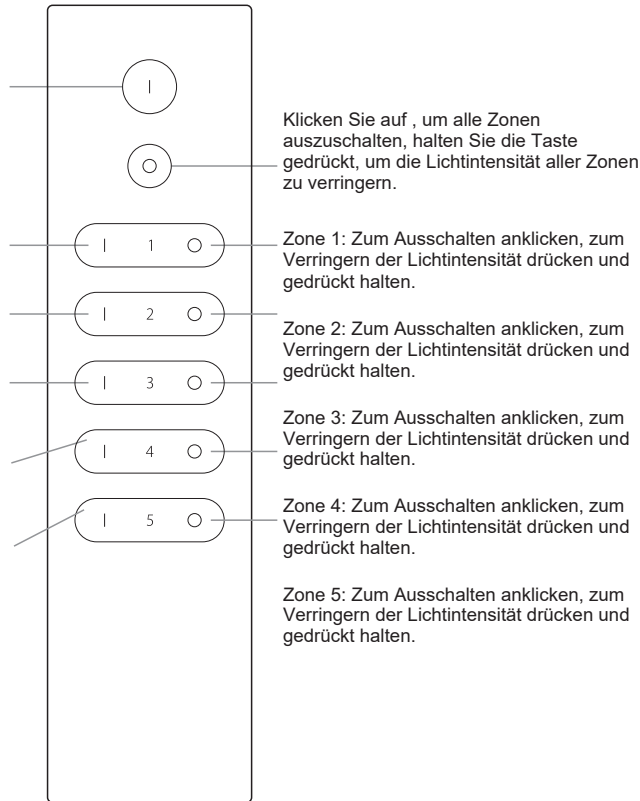 I
O
Klicken Sie auf , um alle Zonen
auszuschalten, halten Sie die Taste
gedrückt, um die Lichtintensität aller Zonen
zu verringern.
I 1 O
Zone 1: Zum Ausschalten anklicken, zum
Verringern der Lichtintensität drücken und
gedrückt halten.
I 2 O
Zone 2: Zum Ausschalten anklicken, zum
Verringern der Lichtintensität drücken und
gedrückt halten.
I 3 O
Zone 3: Zum Ausschalten anklicken, zum
Verringern der Lichtintensität drücken und
gedrückt halten.
I 4 O
Zone 4: Zum Ausschalten anklicken, zum
Verringern der Lichtintensität drücken und
gedrückt halten.
I 5 O
Zone 5: Zum Ausschalten anklicken, zum
Verringern der Lichtintensität drücken und
gedrückt halten.